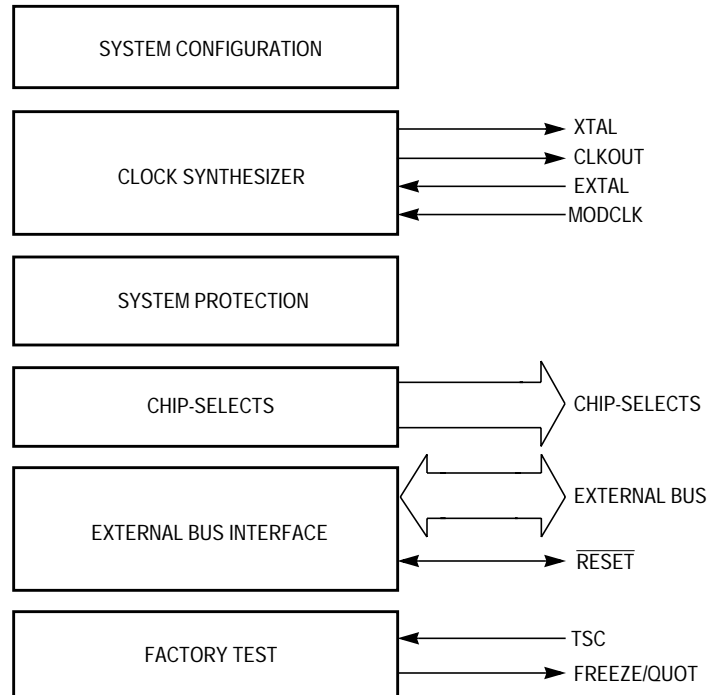 SYSTEM CONFIGURATION
CLOCK SYNTHESIZER
XTAL
CLKOUT
EXTAL
MODCLK
SYSTEM PROTECTION
CHIP-SELECTS
CHIP-SELECTS
EXTERNAL BUS INTERFACE
EXTERNAL BUS
RESET
FACTORY TEST
TSC
FREEZE/QUOT